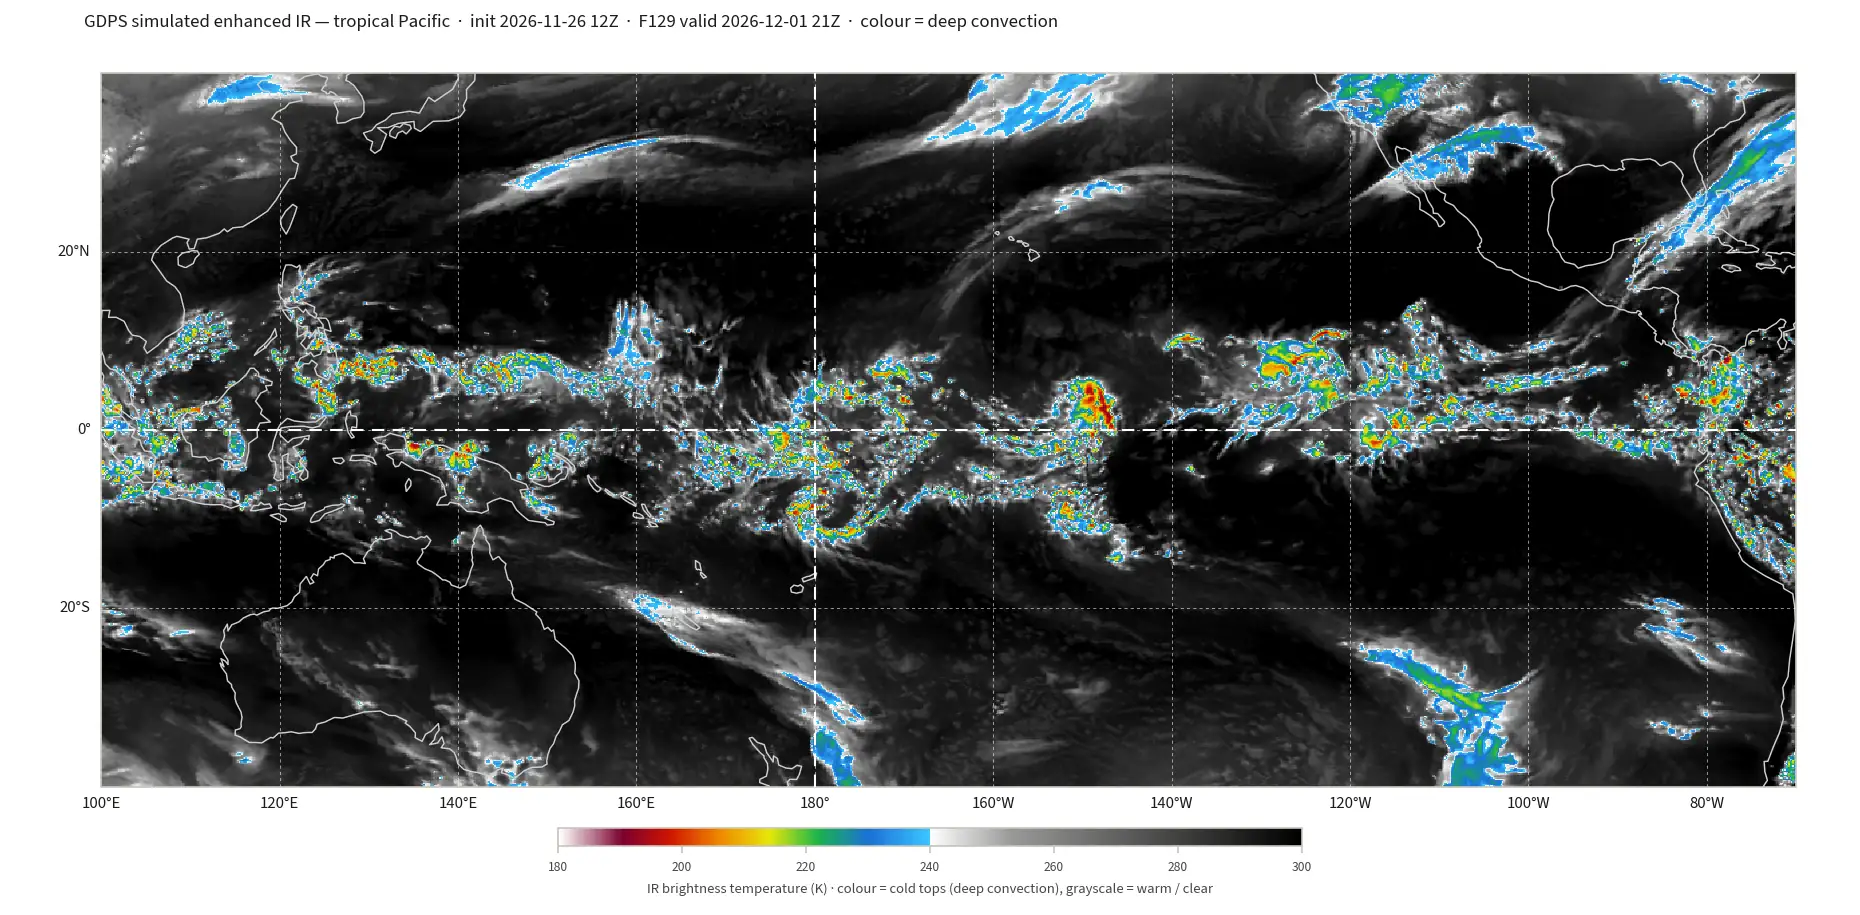 GDPS simulated enhanced IR — tropical Pacific · init 2026-11-26 12Z · F129 valid 2026-12-01 21Z · colour = deep convection
20°N
0°
20°S
100°E 120°E 140°E 160°E 180° 160°W 140°W 120°W 100°W 80°W
180 200 220 240 260 280 300
IR brightness temperature (K) · colour = cold tops (deep convection), grayscale = warm / clear